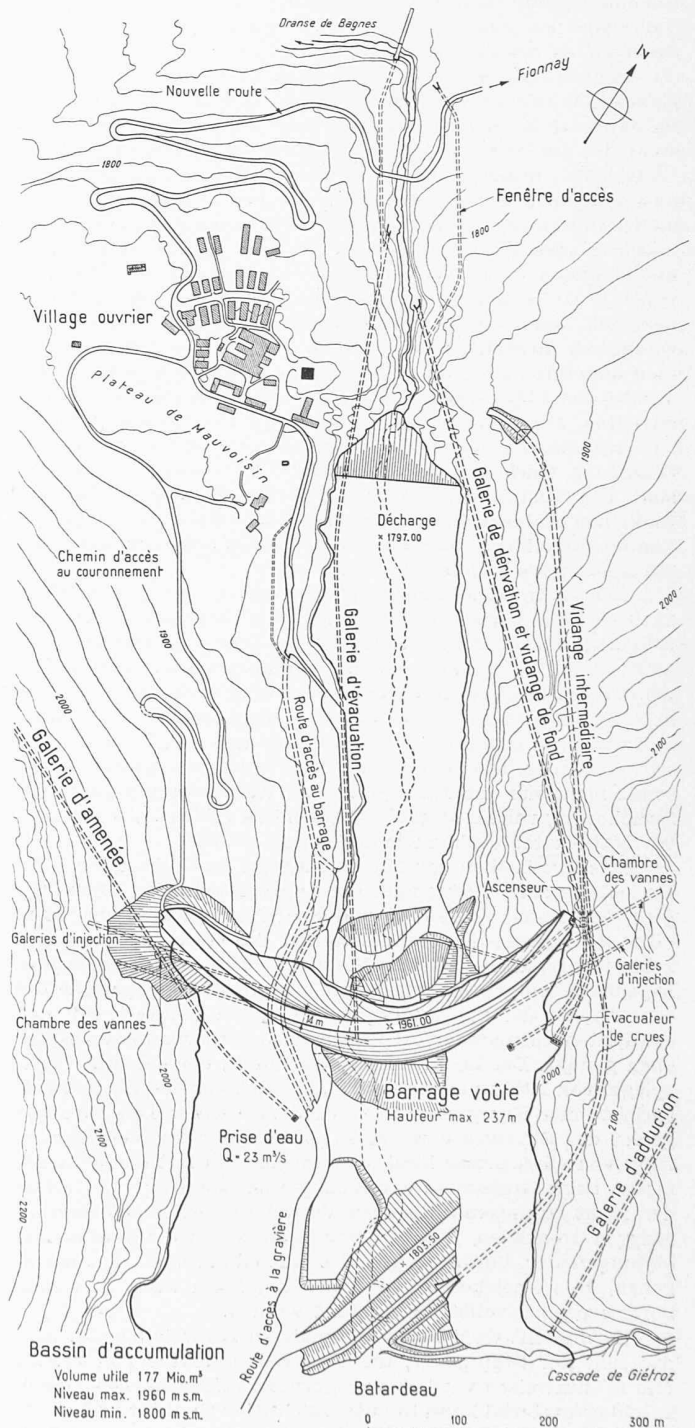 Dranse de Bagnes
N
Fionnay
Nouvelle route
1800
Fenêtre d'accès
1800
Village ouvrier
Plateau de Mauvoisin
1900
Décharge
× 1797.00
Galerie de dérivation et vidange de fond
Vidange intermédiaire
Chemin d'accès
au couronnement
2000
1900
Galerie d'évacuation
2000
Route d'accès au barrage
2100
Galerie d'amenée
Chambre
des vannes
Ascenseur
Galeries d'injection
Galeries
d'injection
14 m
× 1961.00
Chambre des vannes
Evacuateur
de crues
2000
2000
Barrage voûte
Hauteur max 237 m
2100
Prise d'eau
Q = 23 m³/s
2100
Galerie d'adduction
2200
× 1803.50
Route d'accès à la gravière
Bassin d'accumulation
Volume utile 177 Mio.m³
Niveau max. 1960 m s.m.
Niveau min. 1800 m s.m.
Batardeau
Cascade de Giétroz
0 100 200 300 m